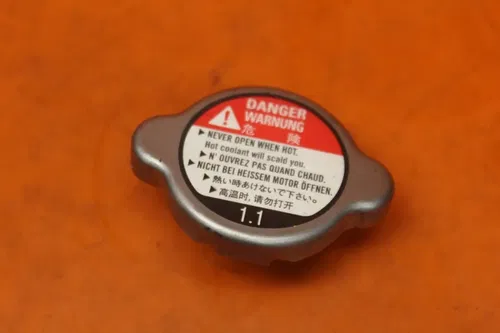 DANGER
WARNUNG
危 険
▶ NEVER OPEN WHEN HOT.
Hot coolant will scald you.
▶ N' OUVREZ PAS QUAND CHAUD.
▶ NICHT BEI HEISSEM MOTOR ÖFFNEN.
▶ 熱い時あけないで下さい。
▶ 高温时,请勿打开
1.1